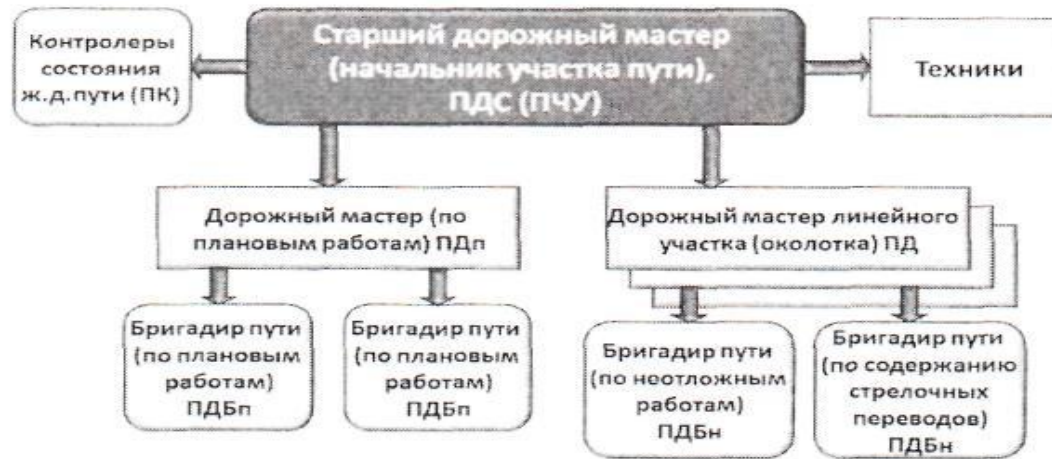 Контролеры
состояния
ж.д.пути (ПК)
Старший дорожный мастер
(начальник участка пути),
ПДС (ПЧУ)
Техники
Дорожный мастер (по
плановым работам) ПДп
Дорожный мастер линейного
участка (околотка) ПД
Бригадир пути
(по плановым
работам)
ПДБп
Бригадир пути
(по плановым
работам)
ПДБп
Бригадир пути
(по неотложным
работам)
ПДБн
Бригадир пути
(по содержанию
стрелочных
переводов)
ПДБн